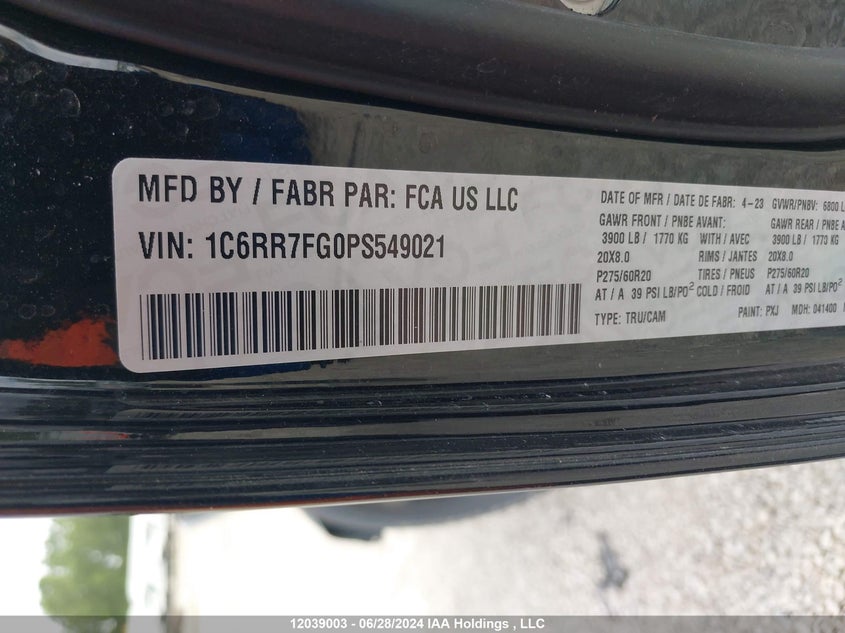 MFD BY / FABR PAR: FCA US LLC
VIN: 1C6RR7FG0PS549021
DATE OF MFR / DATE DE FABR: 4-23 GVWR/PNBV: 6800 L
GAWR FRONT / PNBE AVANT: GAWR REAR / PNBE A
3900 LB / 1770 KG WITH / AVEC 3900 LB / 1770 KG
20X8.0 RIMS / JANTES 20X8.0
P275/60R20 TIRES / PNEUS P275/60R20
AT / A 39 PSI LB/PO² COLD / FROID AT / A 39 PSI LB/PO²
TYPE: TRU/CAM PAINT: PXJ MDH: 041400
12039003 - 06/28/2024 IAA Holdings , LLC